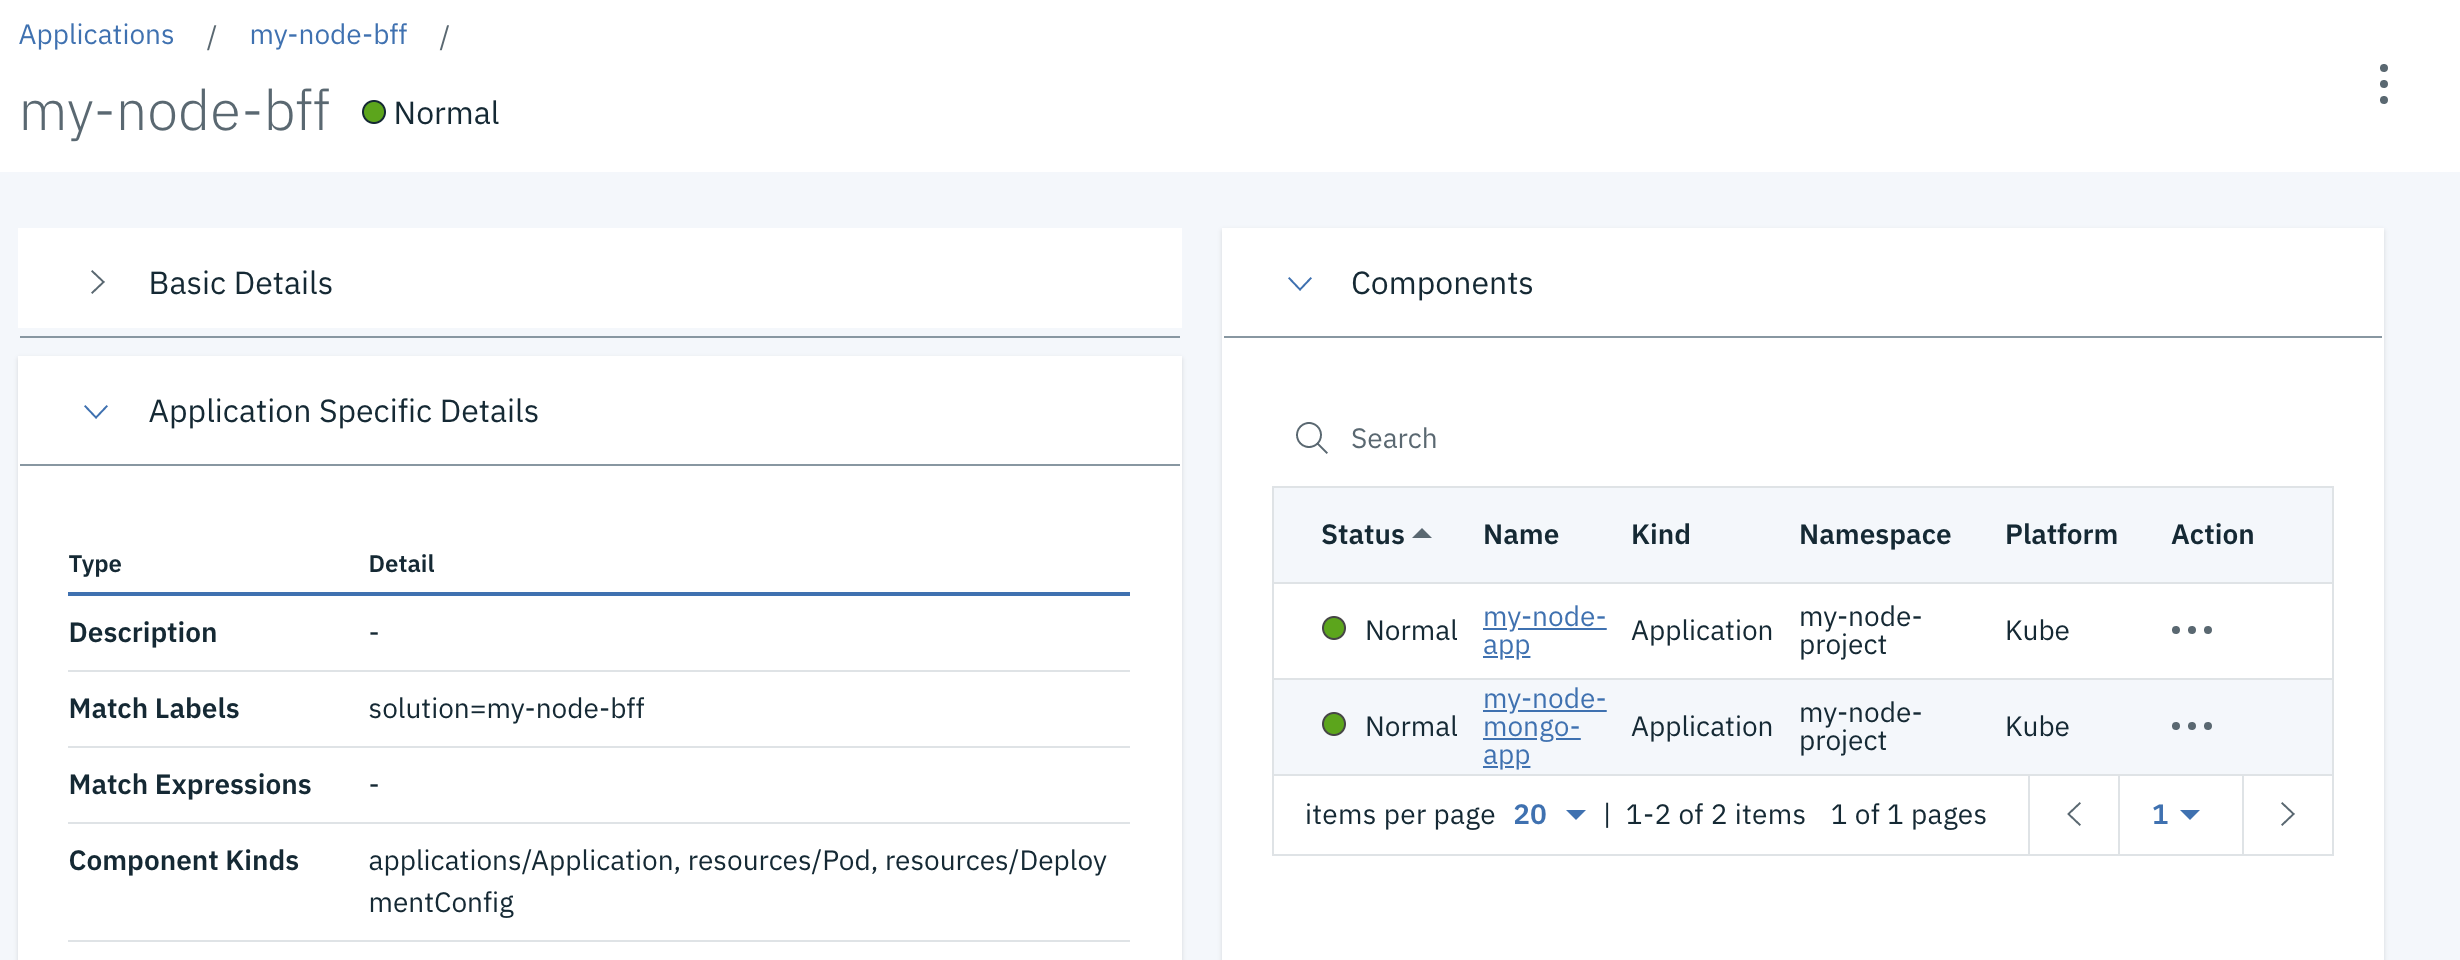 Applications / my-node-bff /
my-node-bff Normal
Basic Details
Application Specific Details
Type Detail
Description -
Match Labels solution=my-node-bff
Match Expressions -
Component Kinds applications/Application, resources/Pod, resources/Deploy
mentConfig
Components
Search
Status Name Kind Namespace Platform Action
Normal my-node-
app Application my-node-
project Kube
Normal my-node-
mongo-
app Application my-node-
project Kube
items per page 20 | 1-2 of 2 items 1 of 1 pages 1